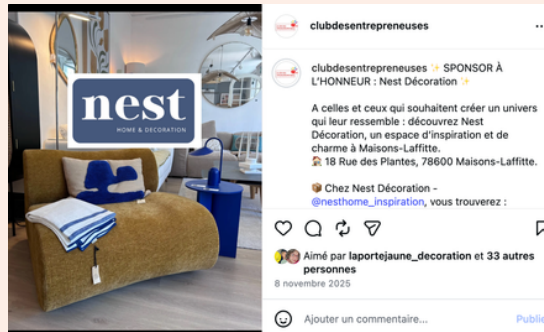 nest
HOME & DECORATION
clubdesentrepreneuses
clubdesentrepreneuses ✨ SPONSOR À
L'HONNEUR : Nest Décoration ✨
A celles et ceux qui souhaitent créer un univers
qui leur ressemble : découvrez Nest
Décoration, un espace d'inspiration et de
charme à Maisons-Laffitte.
18 Rue des Plantes, 78600 Maisons-Laffitte.
📦 Chez Nest Décoration -
@nesthome_inspiration, vous trouverez :
Aimé par laportejaune_decoration et 33 autres
personnes
8 novembre 2025
Ajouter un commentaire...
Publie